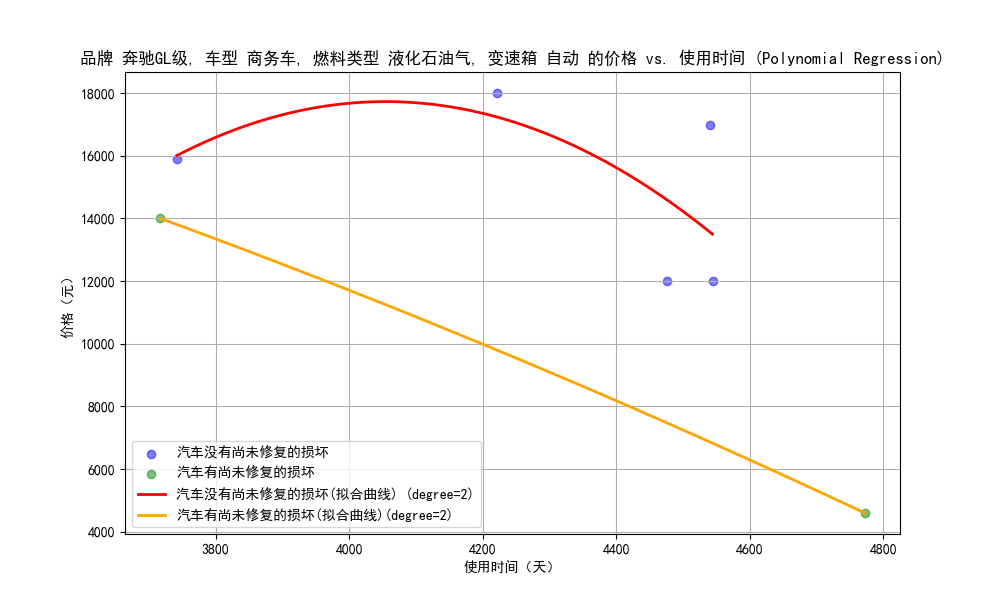 品牌 奔驰GL级, 车型 商务车, 燃料类型 液化石油气, 变速箱 自动 的价格 vs. 使用时间 (Polynomial Regression)
18000
16000
14000
12000
10000
8000
6000
4000
价格（元）
汽车没有尚未修复的损坏
汽车有尚未修复的损坏
汽车没有尚未修复的损坏(拟合曲线) (degree=2)
汽车有尚未修复的损坏(拟合曲线)(degree=2)
3800 4000 4200 4400 4600 4800
使用时间（天）